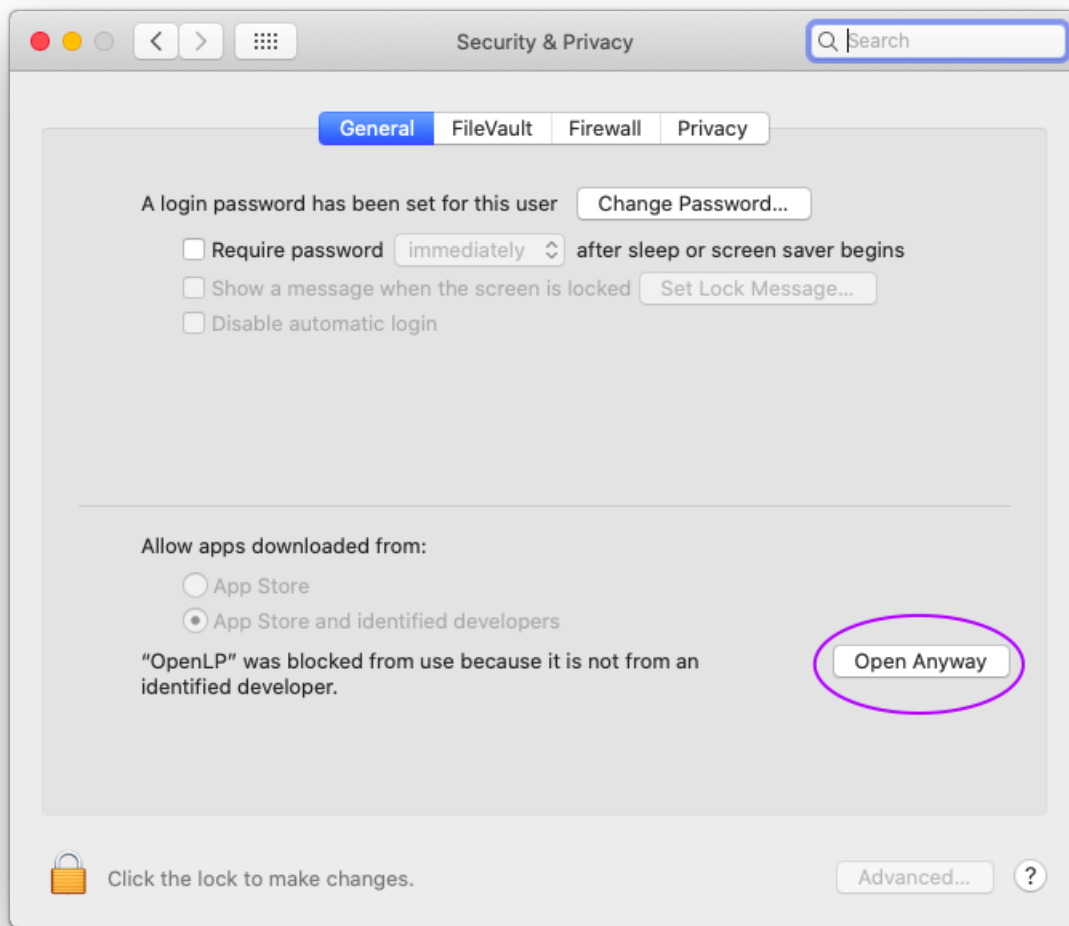 Security & Privacy
Search
General
FileVault
Firewall
Privacy
A login password has been set for this user
Change Password...
Require password
immediately
after sleep or screen saver begins
Show a message when the screen is locked
Set Lock Message...
Disable automatic login
Allow apps downloaded from:
App Store
App Store and identified developers
“OpenLP” was blocked from use because it is not from an
identified developer.
Open Anyway
Click the lock to make changes.
Advanced...
?